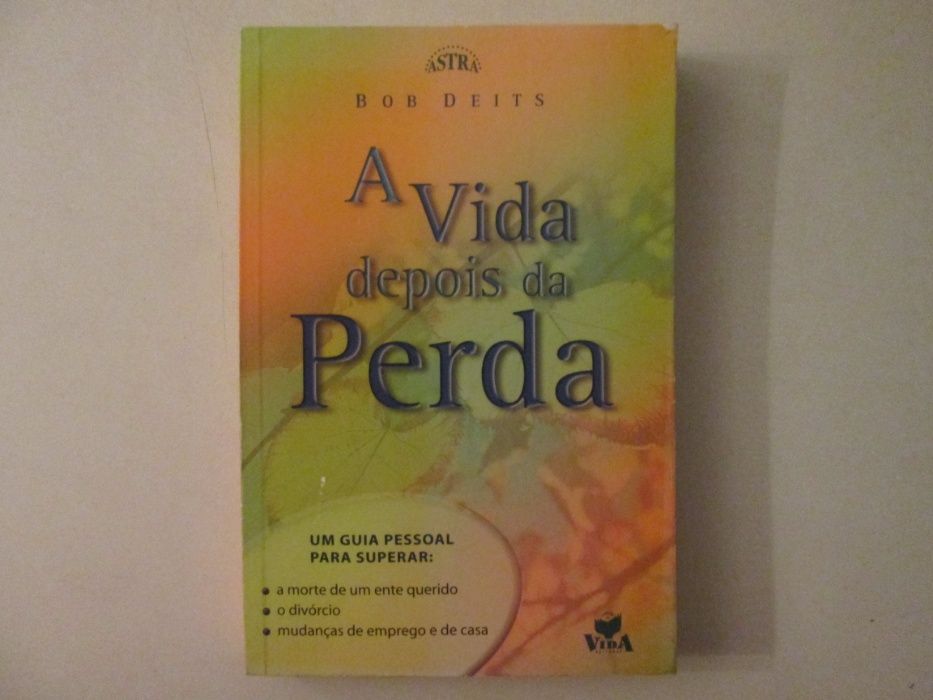 ASTRA
BOB DEITS
A Vida
depois da
Perda
UM GUIA PESSOAL
PARA SUPERAR:
• a morte de um ente querido
• o divórcio
• mudanças de emprego e de casa
VIDA